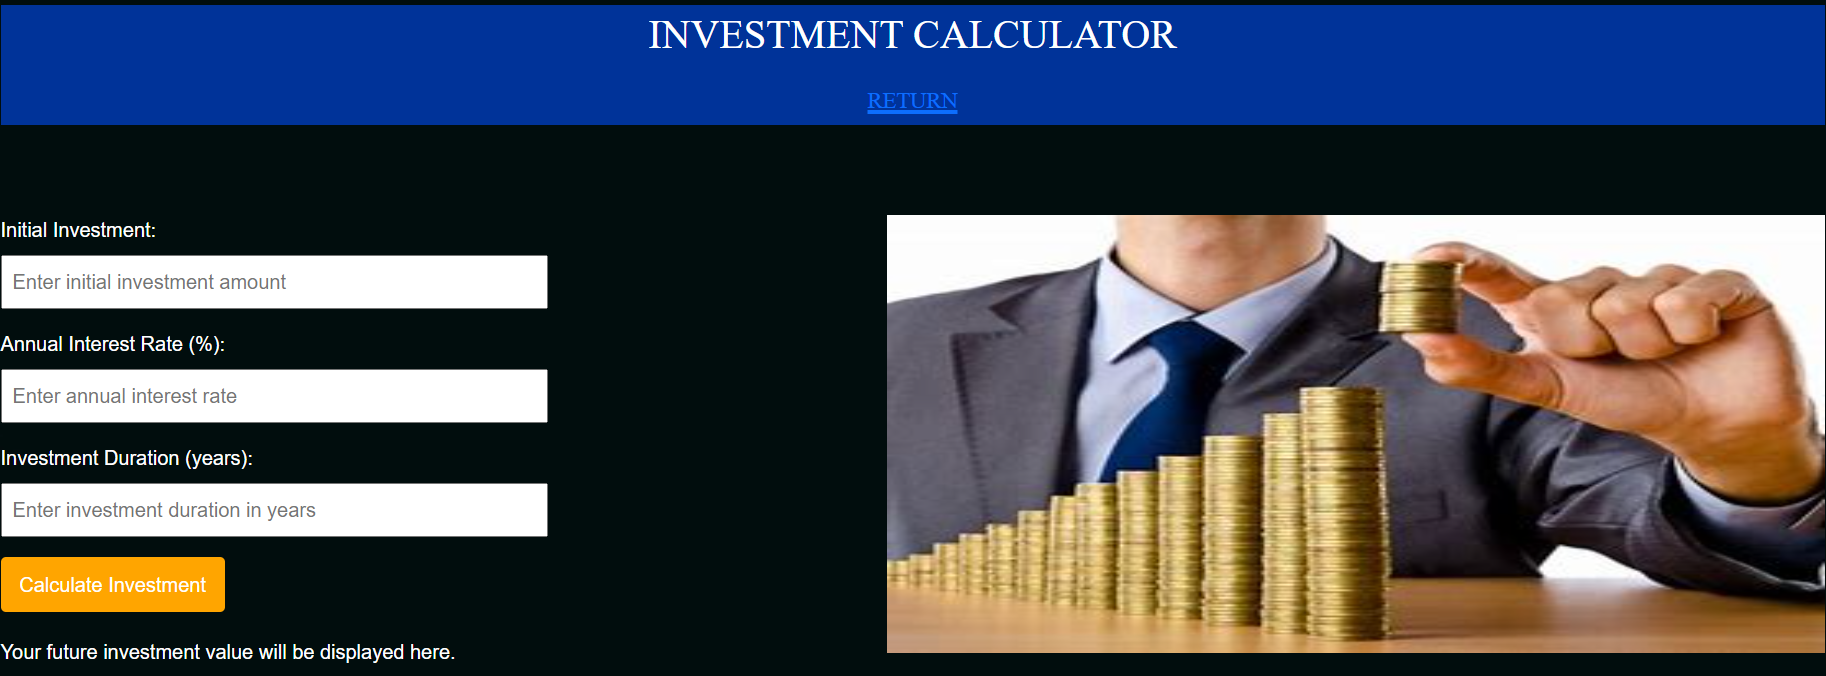 INVESTMENT CALCULATOR
RETURN
Initial Investment:
Enter initial investment amount
Annual Interest Rate (%):
Enter annual interest rate
Investment Duration (years):
Enter investment duration in years
Calculate Investment
Your future investment value will be displayed here.